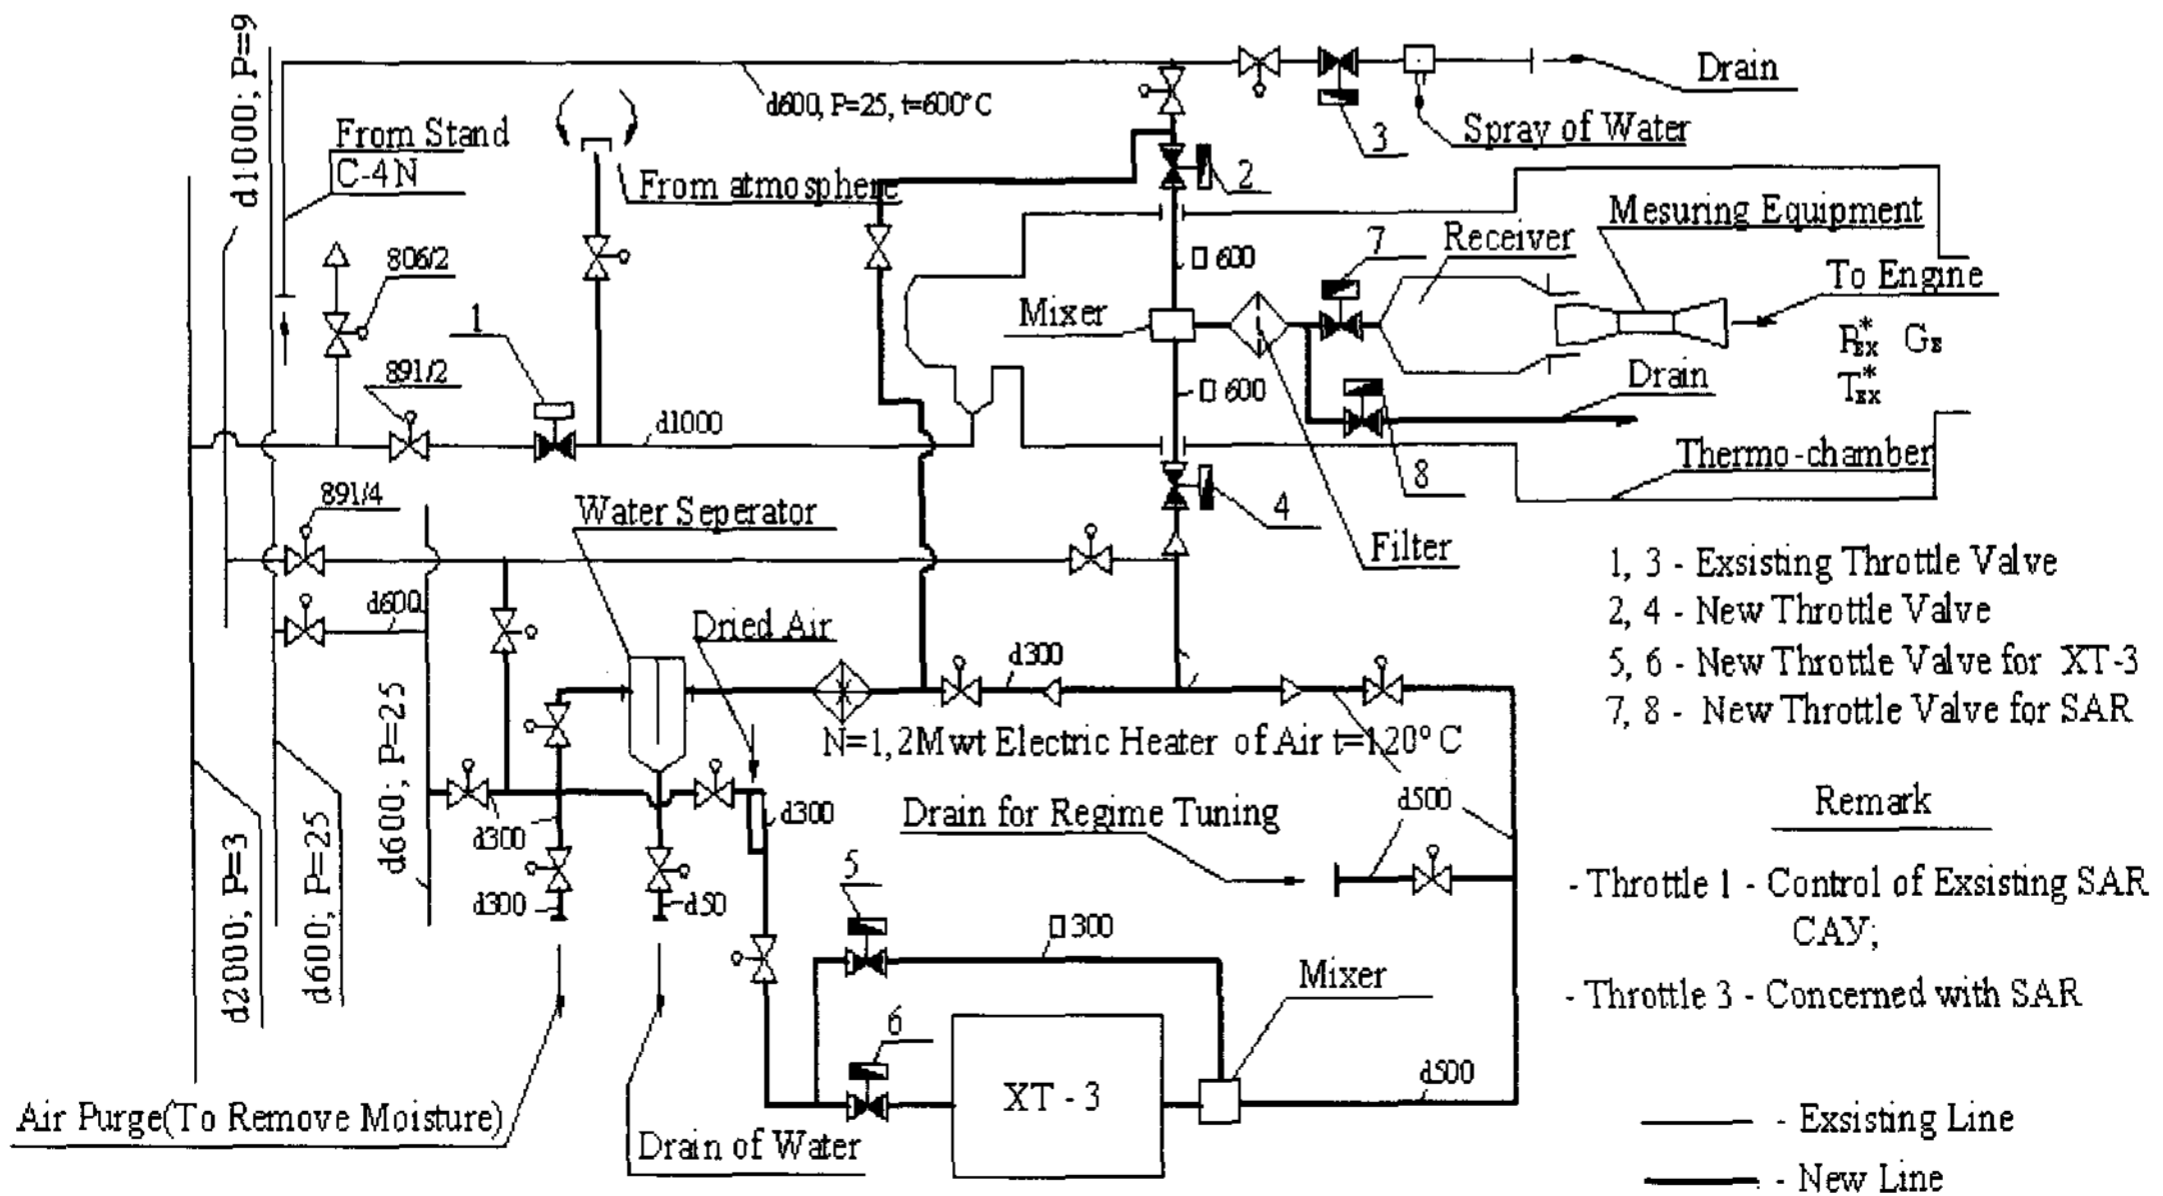 d1000; P=9
Drain
d600, P=25, t=600°C
From Stand
C-4N
3
Spray of Water
From atmosphere
2
Mesuring Equipment
806/2
7
Receiver
□ 600
To Engine
1
Mixer
P*вх Gв
T*вх
891/2
□ 600
Drain
d1000
Thermo-chamber
8
891/4
Water Seperator
4
Filter
1, 3 - Exsisting Throttle Valve
2, 4 - New Throttle Valve
5, 6 - New Throttle Valve for XT-3
7, 8 - New Throttle Valve for SAR
d600
Dried Air
d300
d600; P=25
N=1,2Mwt Electric Heater of Air t=120° C
d2000; P=3
d600; P=25
d300
d300
Drain for Regime Tuning
d500
Remark
5
d300
d50
- Throttle 1 - Control of Exsisting SAR
САУ;
□ 300
Mixer
- Throttle 3 - Concerned with SAR
6
XT - 3
d500
Air Purge(To Remove Moisture)
Drain of Water
- Exsisting Line
- New Line